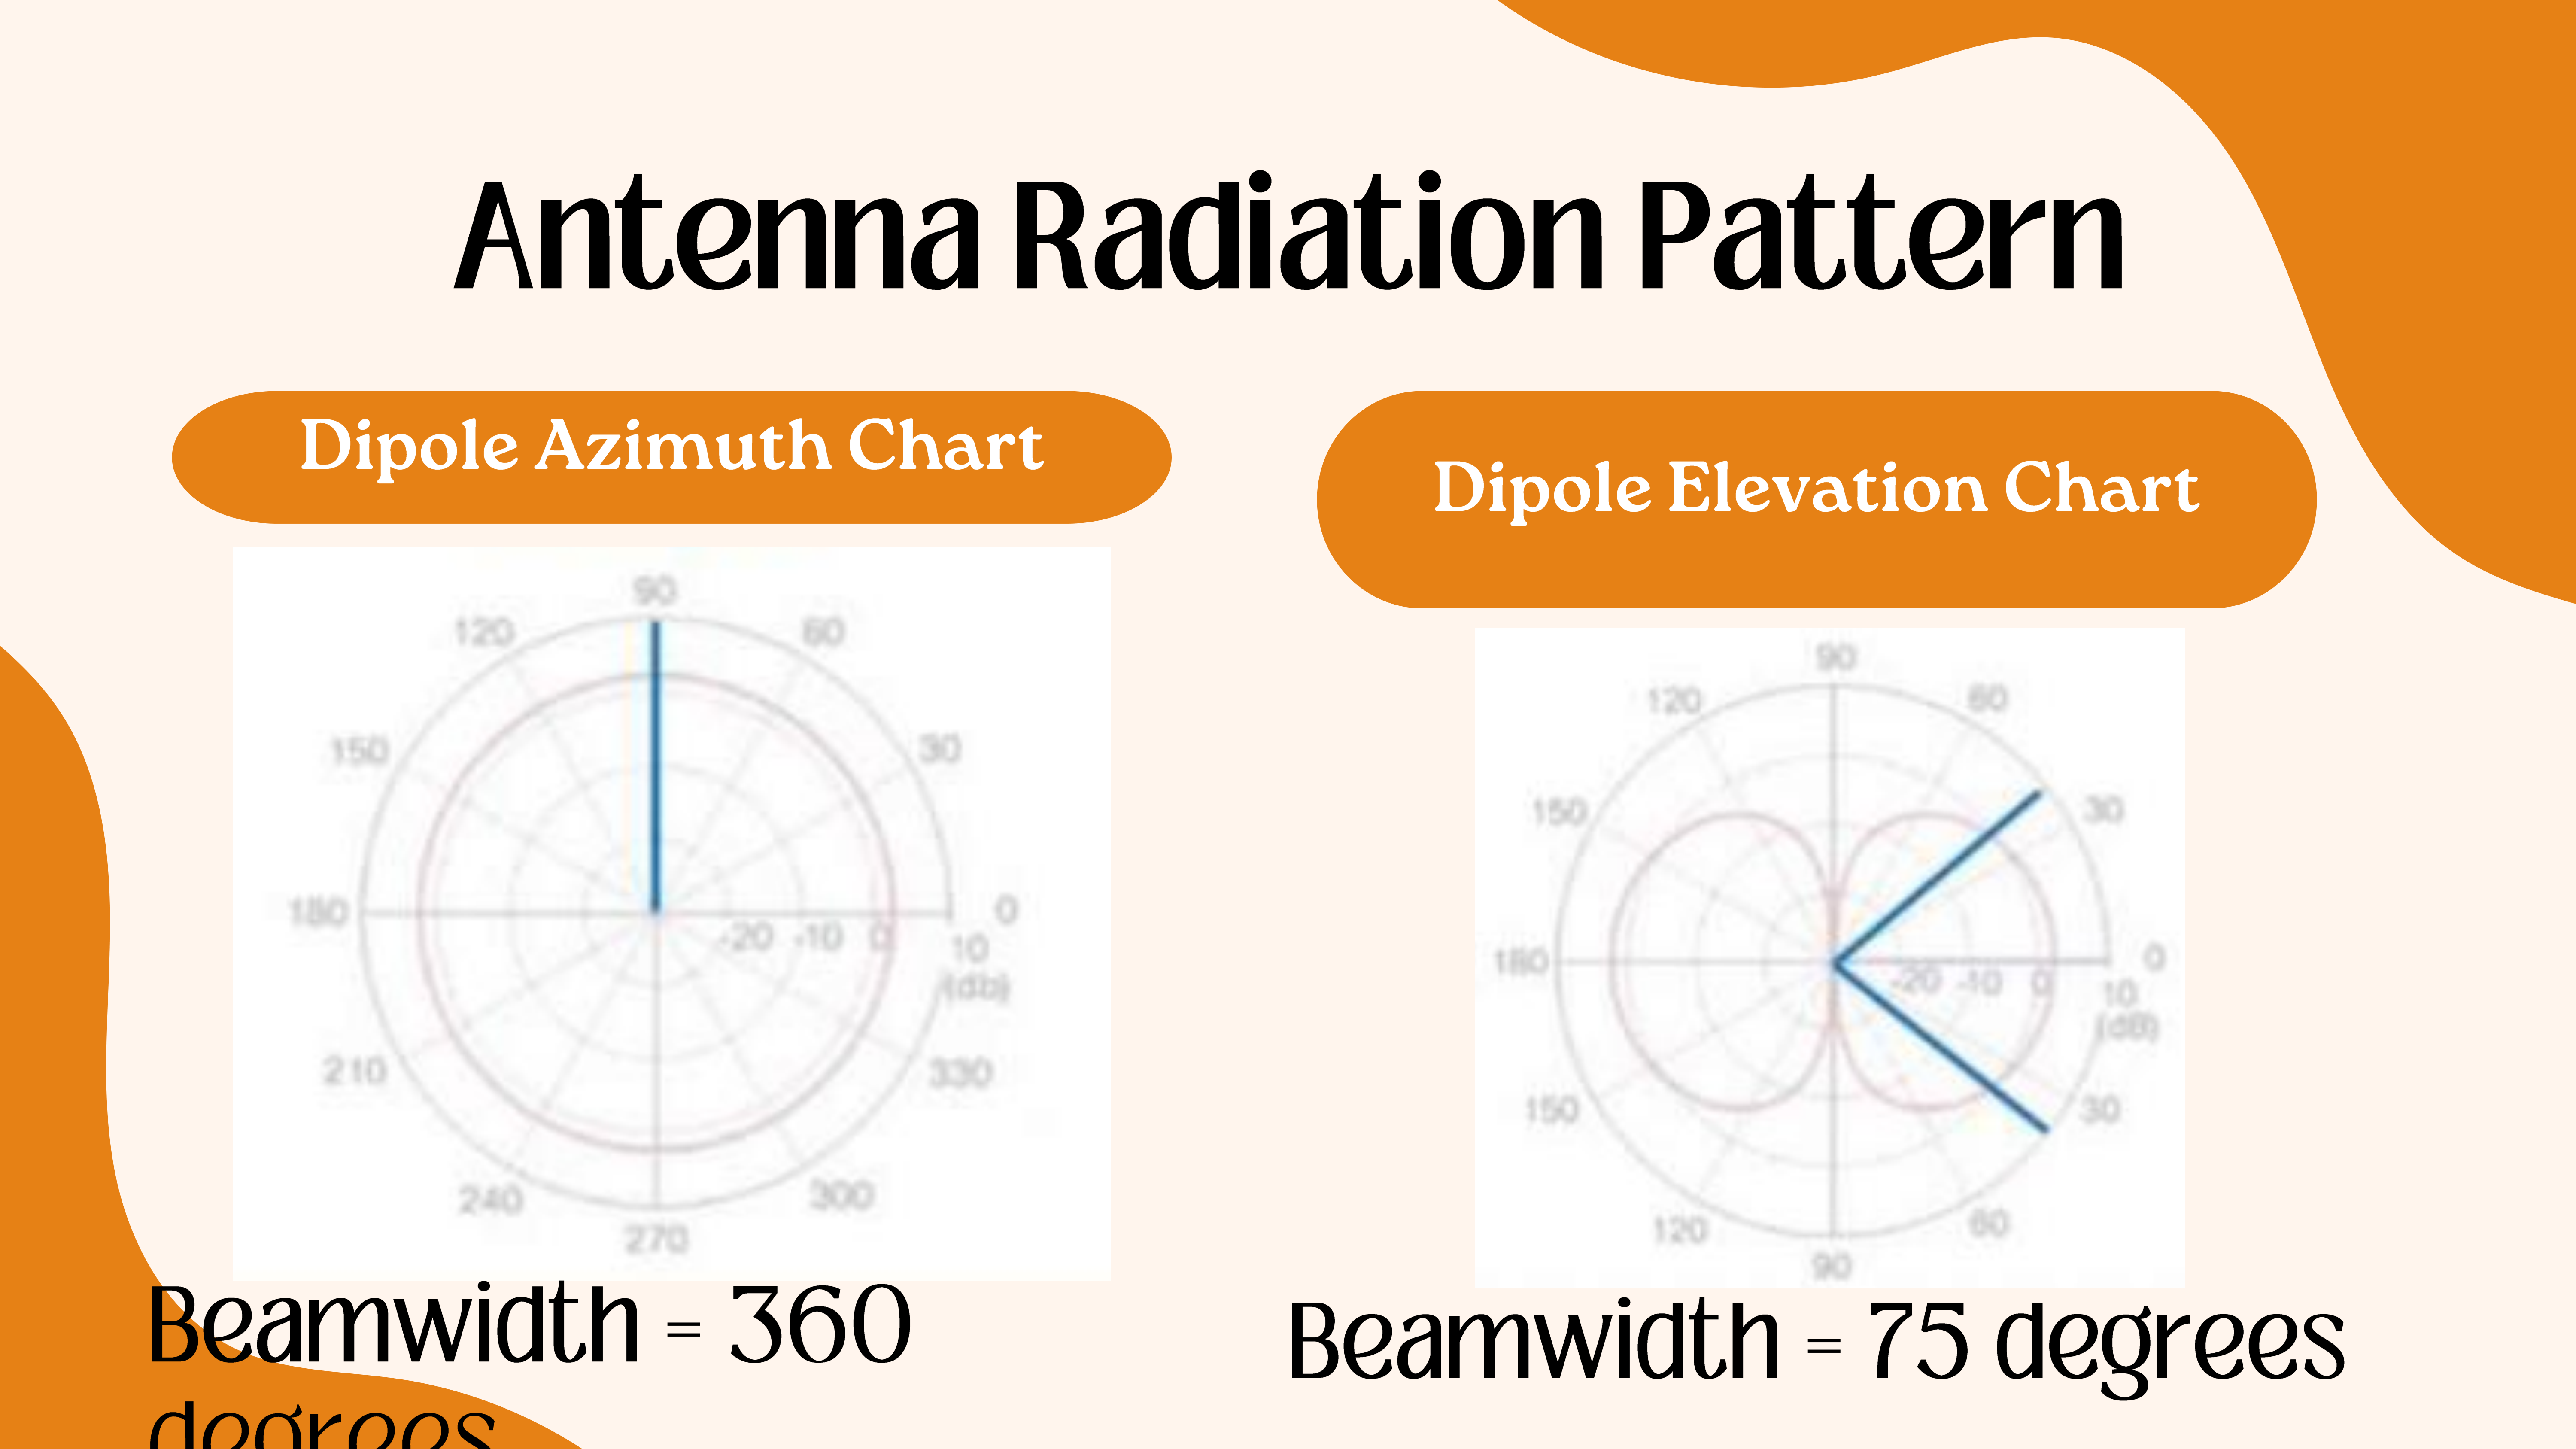 Antenna Radiation Pattern
Dipole Azimuth Chart
Dipole Elevation Chart
90
120
60
150
30
180
0
-20 -10 0
10
(db)
210
330
240
300
270
90
120
60
150
30
180
0
-20 -10 0
10
(dB)
150
30
120
60
90
Beamwidth = 360
degrees
Beamwidth = 75 degrees